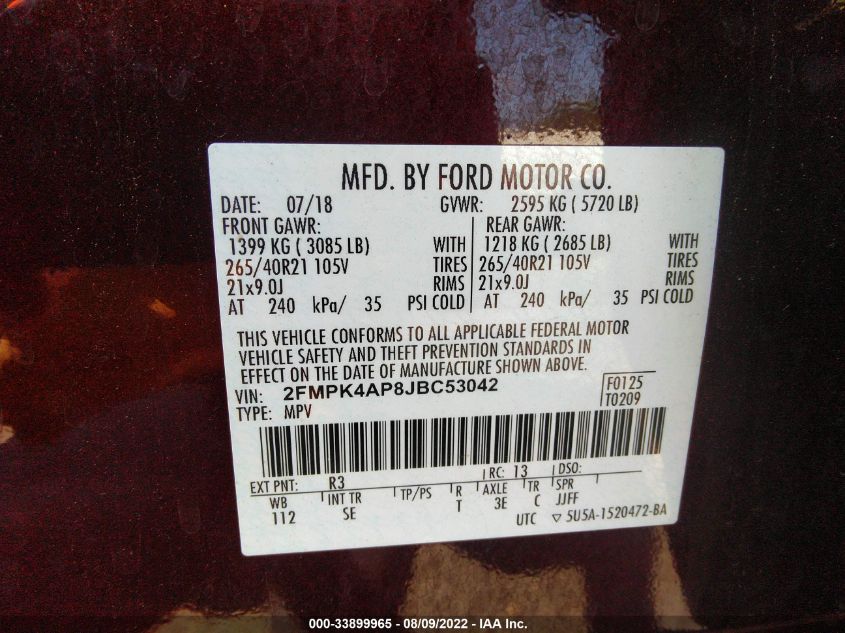 MFD. BY FORD MOTOR CO.
DATE: 07/18 GVWR: 2595 KG ( 5720 LB)
FRONT GAWR: REAR GAWR:
1399 KG ( 3085 LB) WITH 1218 KG ( 2685 LB) WITH
265/40R21 105V TIRES 265/40R21 105V TIRES
21x9.0J RIMS 21x9.0J RIMS
AT 240 kPa/ 35 PSI COLD AT 240 kPa/ 35 PSI COLD
THIS VEHICLE CONFORMS TO ALL APPLICABLE FEDERAL MOTOR
VEHICLE SAFETY AND THEFT PREVENTION STANDARDS IN
EFFECT ON THE DATE OF MANUFACTURE SHOWN ABOVE.
VIN: 2FMPK4AP8JBC53042 F0125
TYPE: MPV T0209
EXT PNT: R3 RC: 13 DSO:
WB INT TR TP/PS R AXLE TR SPR
112 SE T 3E C JJFF
UTC ▽ 5U5A-1520472-BA
000-33899965 - 08/09/2022 - IAA Inc.